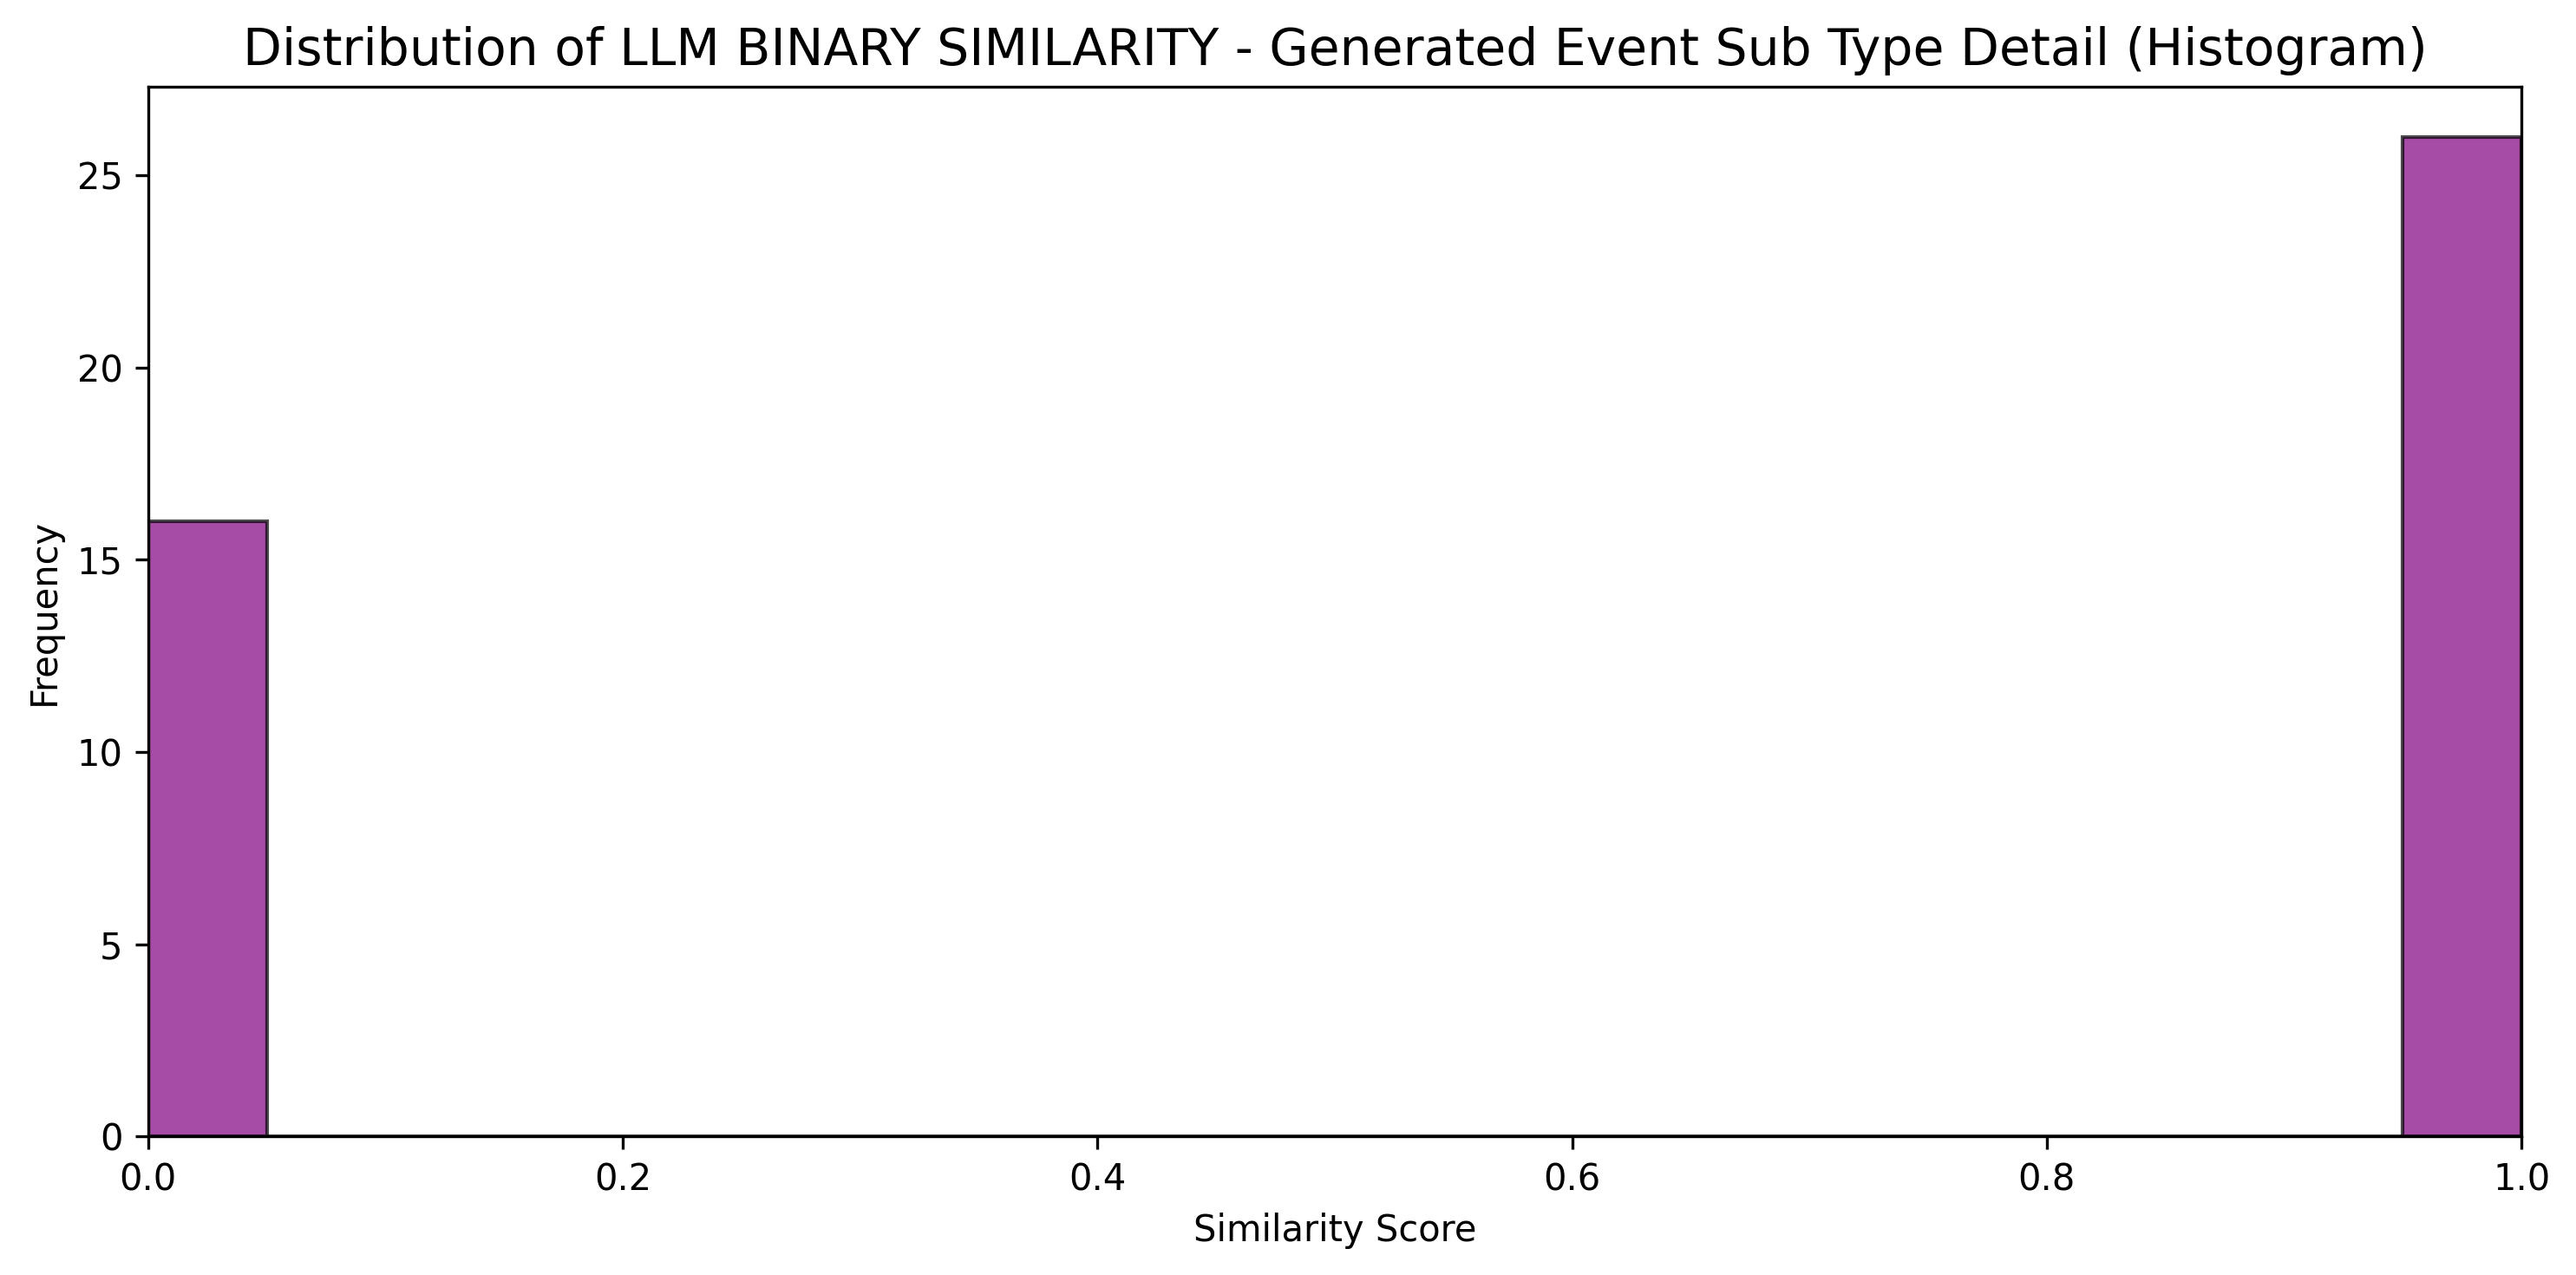 Distribution of LLM BINARY SIMILARITY - Generated Event Sub Type Detail (Histogram)
Frequency
25
20
15
10
5
0
0.0 0.2 0.4 0.6 0.8 1.0
Similarity Score